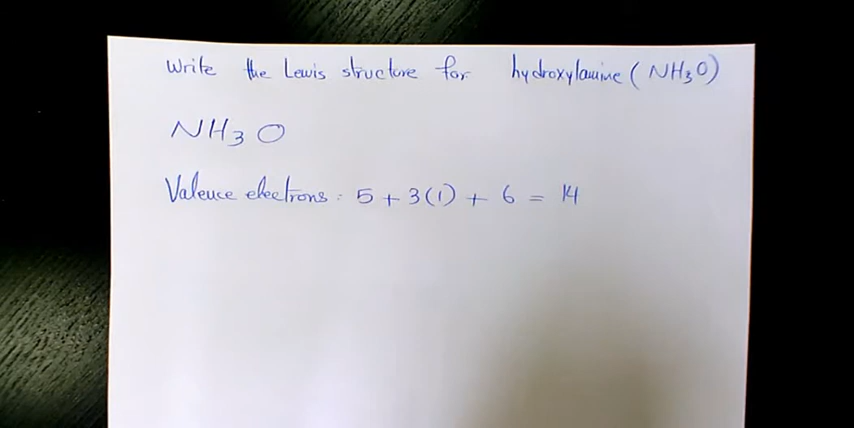 Write the Lewis structure for hydroxylamine (NH₃O)
NH₃O
Valence electrons: 5 + 3(1) + 6 = 14